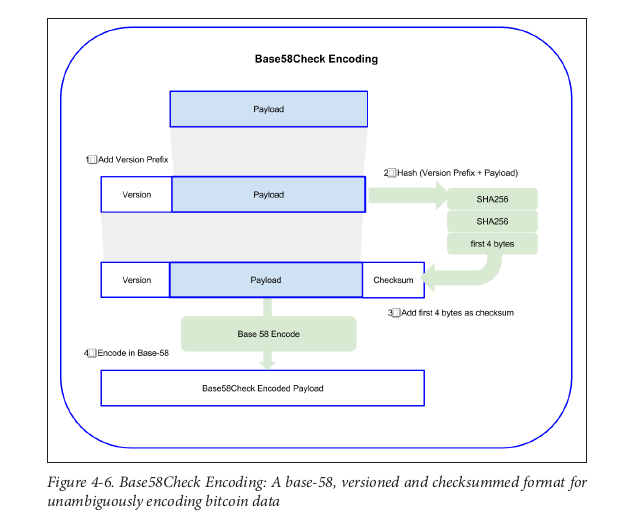 Base58Check Encoding
Payload
1□Add Version Prefix
2□Hash (Version Prefix + Payload)
Version
Payload
SHA256
SHA256
first 4 bytes
Version
Payload
Checksum
3□Add first 4 bytes as checksum
Base 58 Encode
4□Encode in Base-58
Base58Check Encoded Payload
Figure 4-6. Base58Check Encoding: A base-58, versioned and checksummed format for
unambiguously encoding bitcoin data